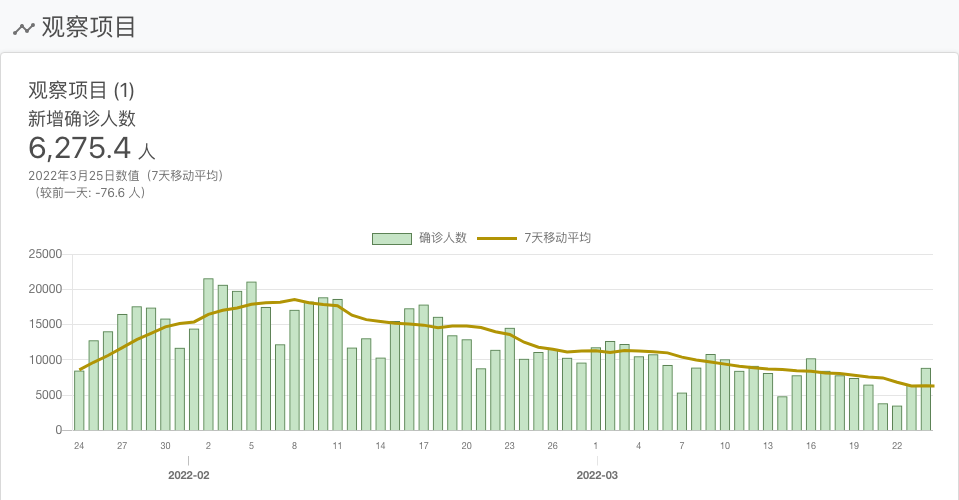 观察项目
观察项目 (1)
新增确诊人数
6,275.4 人
2022年3月25日数值（7天移动平均）
（较前一天: -76.6 人）
确诊人数 7天移动平均
25000
20000
15000
10000
5000
0
24 27 30 2 5 8 11 14 17 20 23 26 1 4 7 10 13 16 19 22
2022-02 2022-03